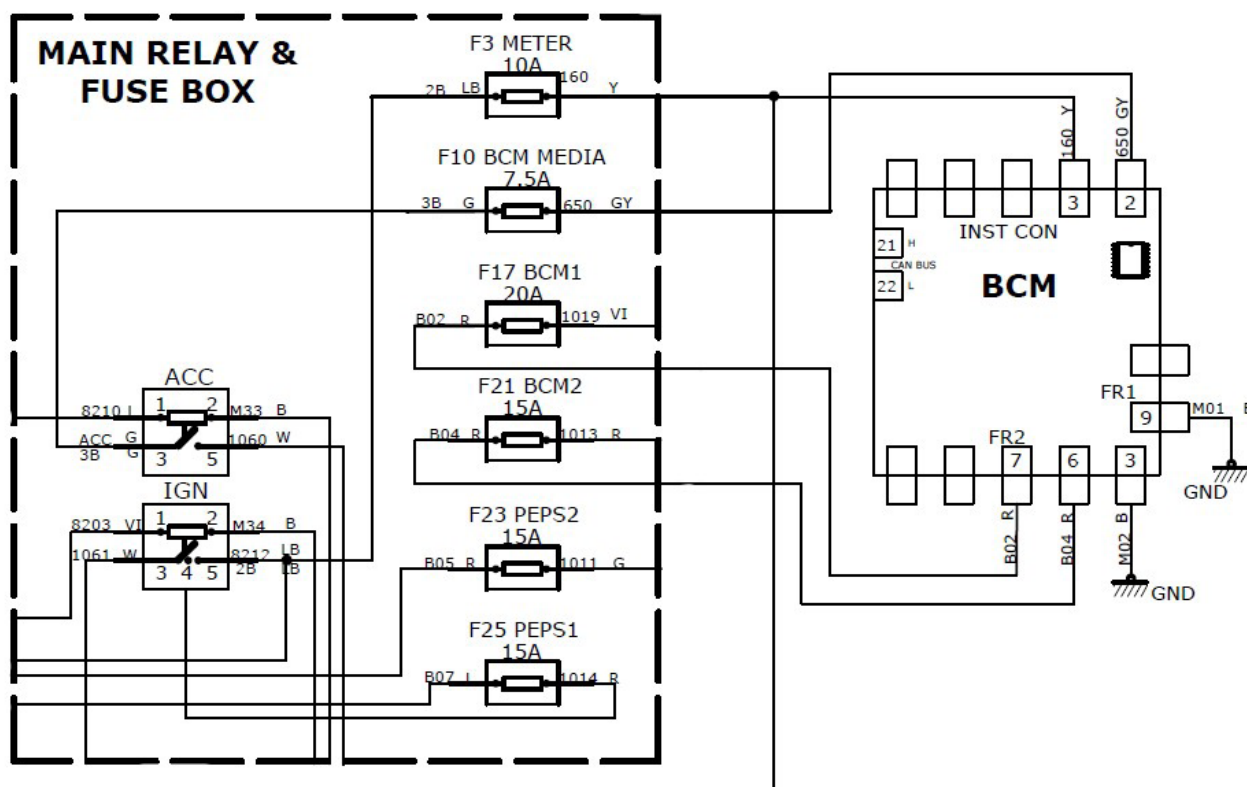 MAIN RELAY &
FUSE BOX
F3 METER
10A
2B LB
160 Y
F10 BCM MEDIA
7,5A
3B G
650 GY
F17 BCM1
20A
B02 R
1019 VI
F21 BCM2
15A
B04 R
1013 R
F23 PEPS2
15A
B05 R
1011 G
F25 PEPS1
15A
B07 L
1014 R
ACC
8210 L
1 2
M33 B
ACC G
3B G
3 5
1060 W
IGN
8203 VI
1 2
M34 B
1061 W
3 4 5
8212 LB
2B LB
160 Y
650 GY
3
2
INST CON
21 H
CAN BUS
22 L
BCM
FR1
9
M01
GND
FR2
7
6
3
B02 R
B04 R
M02 B
GND